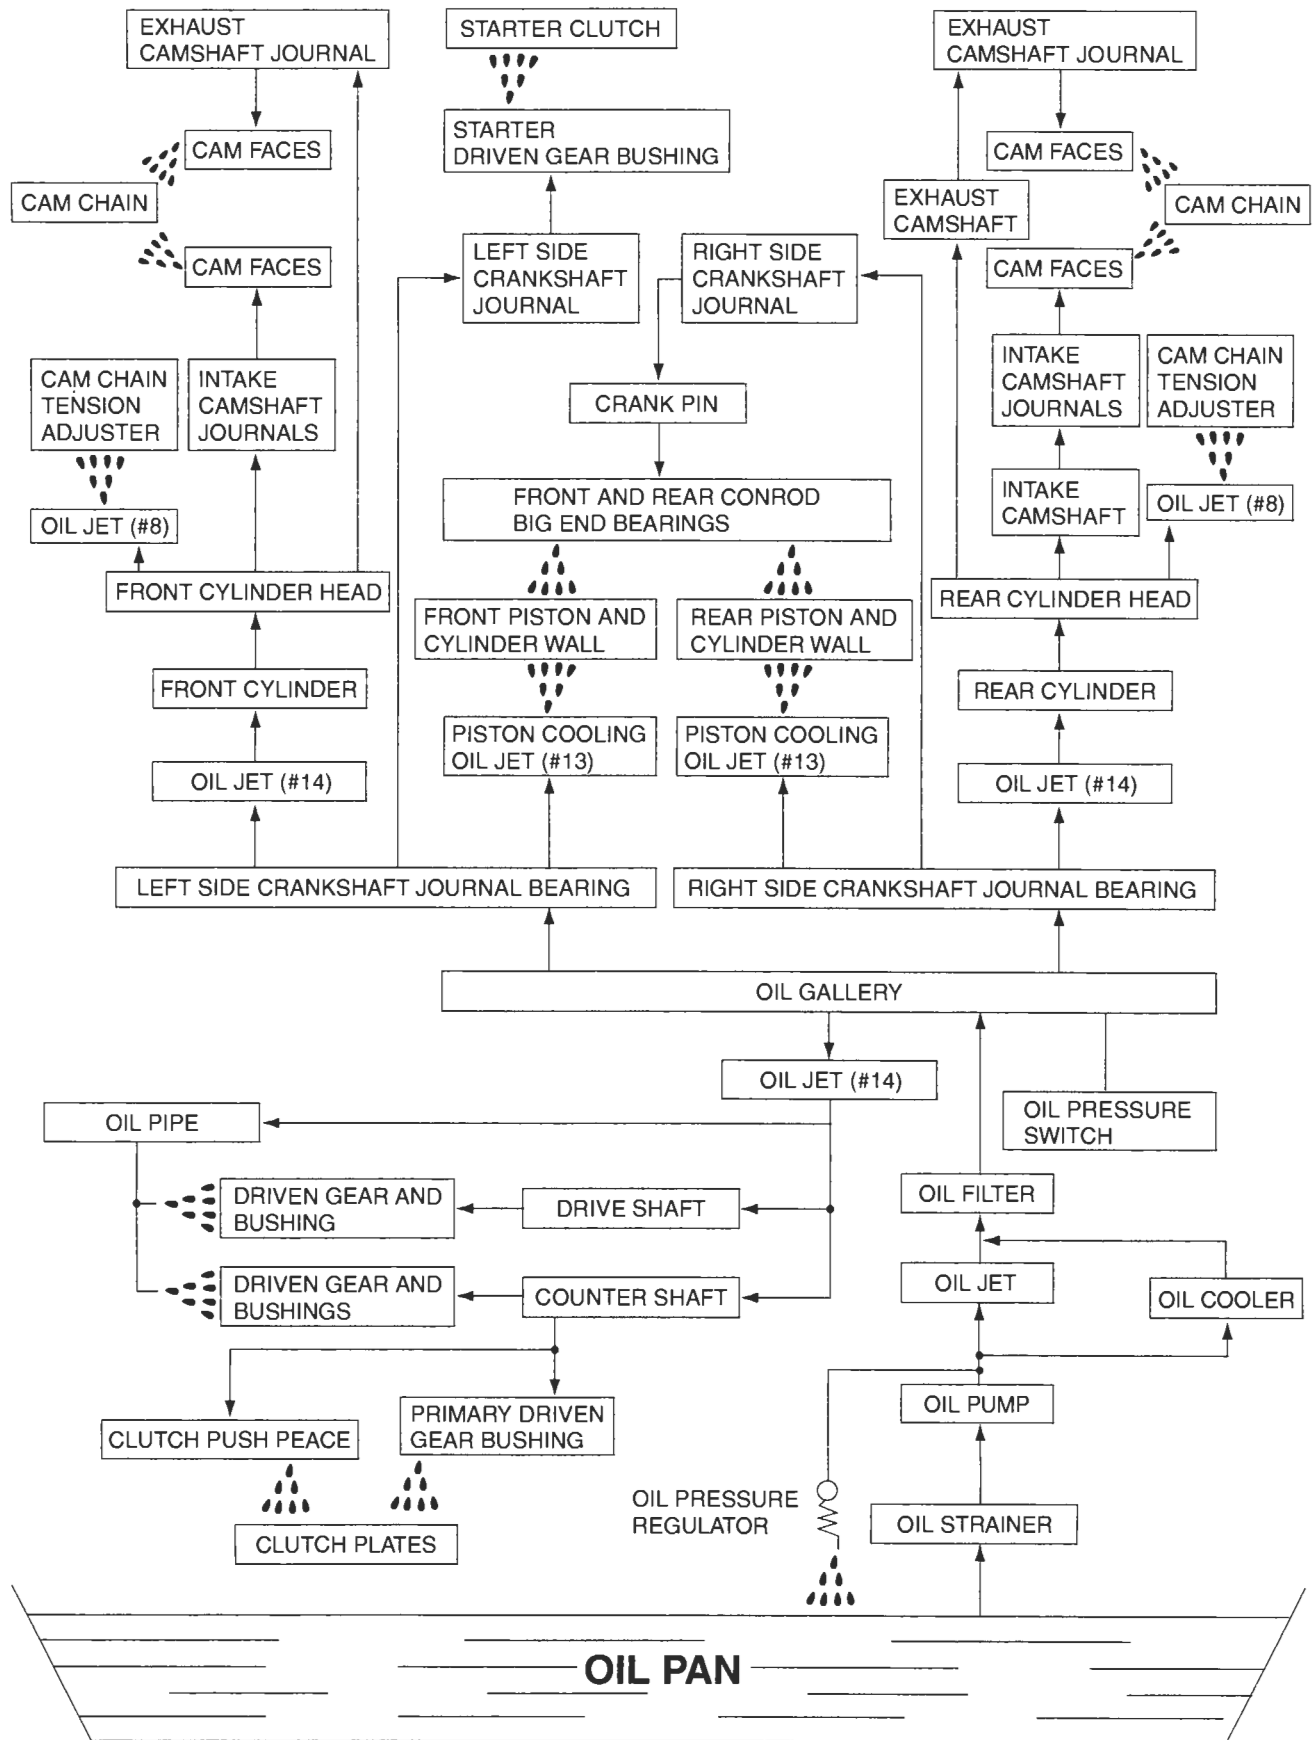 EXHAUST
CAMSHAFT JOURNAL
STARTER CLUTCH
EXHAUST
CAMSHAFT JOURNAL
STARTER
DRIVEN GEAR BUSHING
CAM FACES
CAM FACES
CAM CHAIN
EXHAUST
CAMSHAFT
CAM CHAIN
CAM FACES
LEFT SIDE
CRANKSHAFT
JOURNAL
RIGHT SIDE
CRANKSHAFT
JOURNAL
CAM FACES
CAM CHAIN
TENSION
ADJUSTER
INTAKE
CAMSHAFT
JOURNALS
CRANK PIN
INTAKE
CAMSHAFT
JOURNALS
CAM CHAIN
TENSION
ADJUSTER
OIL JET (#8)
FRONT AND REAR CONROD
BIG END BEARINGS
INTAKE
CAMSHAFT
OIL JET (#8)
FRONT CYLINDER HEAD
FRONT PISTON AND
CYLINDER WALL
REAR PISTON AND
CYLINDER WALL
REAR CYLINDER HEAD
FRONT CYLINDER
REAR CYLINDER
PISTON COOLING
OIL JET (#13)
PISTON COOLING
OIL JET (#13)
OIL JET (#14)
OIL JET (#14)
LEFT SIDE CRANKSHAFT JOURNAL BEARING
RIGHT SIDE CRANKSHAFT JOURNAL BEARING
OIL GALLERY
OIL JET (#14)
OIL PIPE
OIL PRESSURE
SWITCH
DRIVEN GEAR AND
BUSHING
DRIVE SHAFT
OIL FILTER
DRIVEN GEAR AND
BUSHINGS
COUNTER SHAFT
OIL JET
OIL COOLER
CLUTCH PUSH PEACE
PRIMARY DRIVEN
GEAR BUSHING
OIL PUMP
OIL PRESSURE
REGULATOR
OIL STRAINER
CLUTCH PLATES
OIL PAN